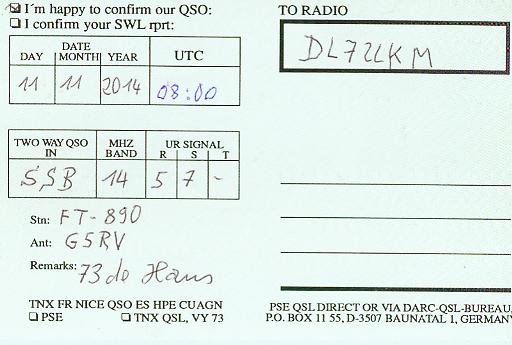 ☒ I´m happy to confirm our QSO:
☐ I confirm your SWL rprt:
DATE
DAY MONTH YEAR UTC
11 11 2014 08:00
TWO WAY QSO IN MHZ BAND UR SIGNAL R S T
SSB 14 5 7 -
Stn: FT-890
Ant: G5RV
Remarks: 73 de Hans
TNX FR NICE QSO ES HPE CUAGN
☐ PSE ☐ TNX QSL, VY 73
TO RADIO
PSE QSL DIRECT OR VIA DARC-QSL-BUREAU,
P.O. BOX 11 55, D-3507 BAUNATAL 1, GERMANY